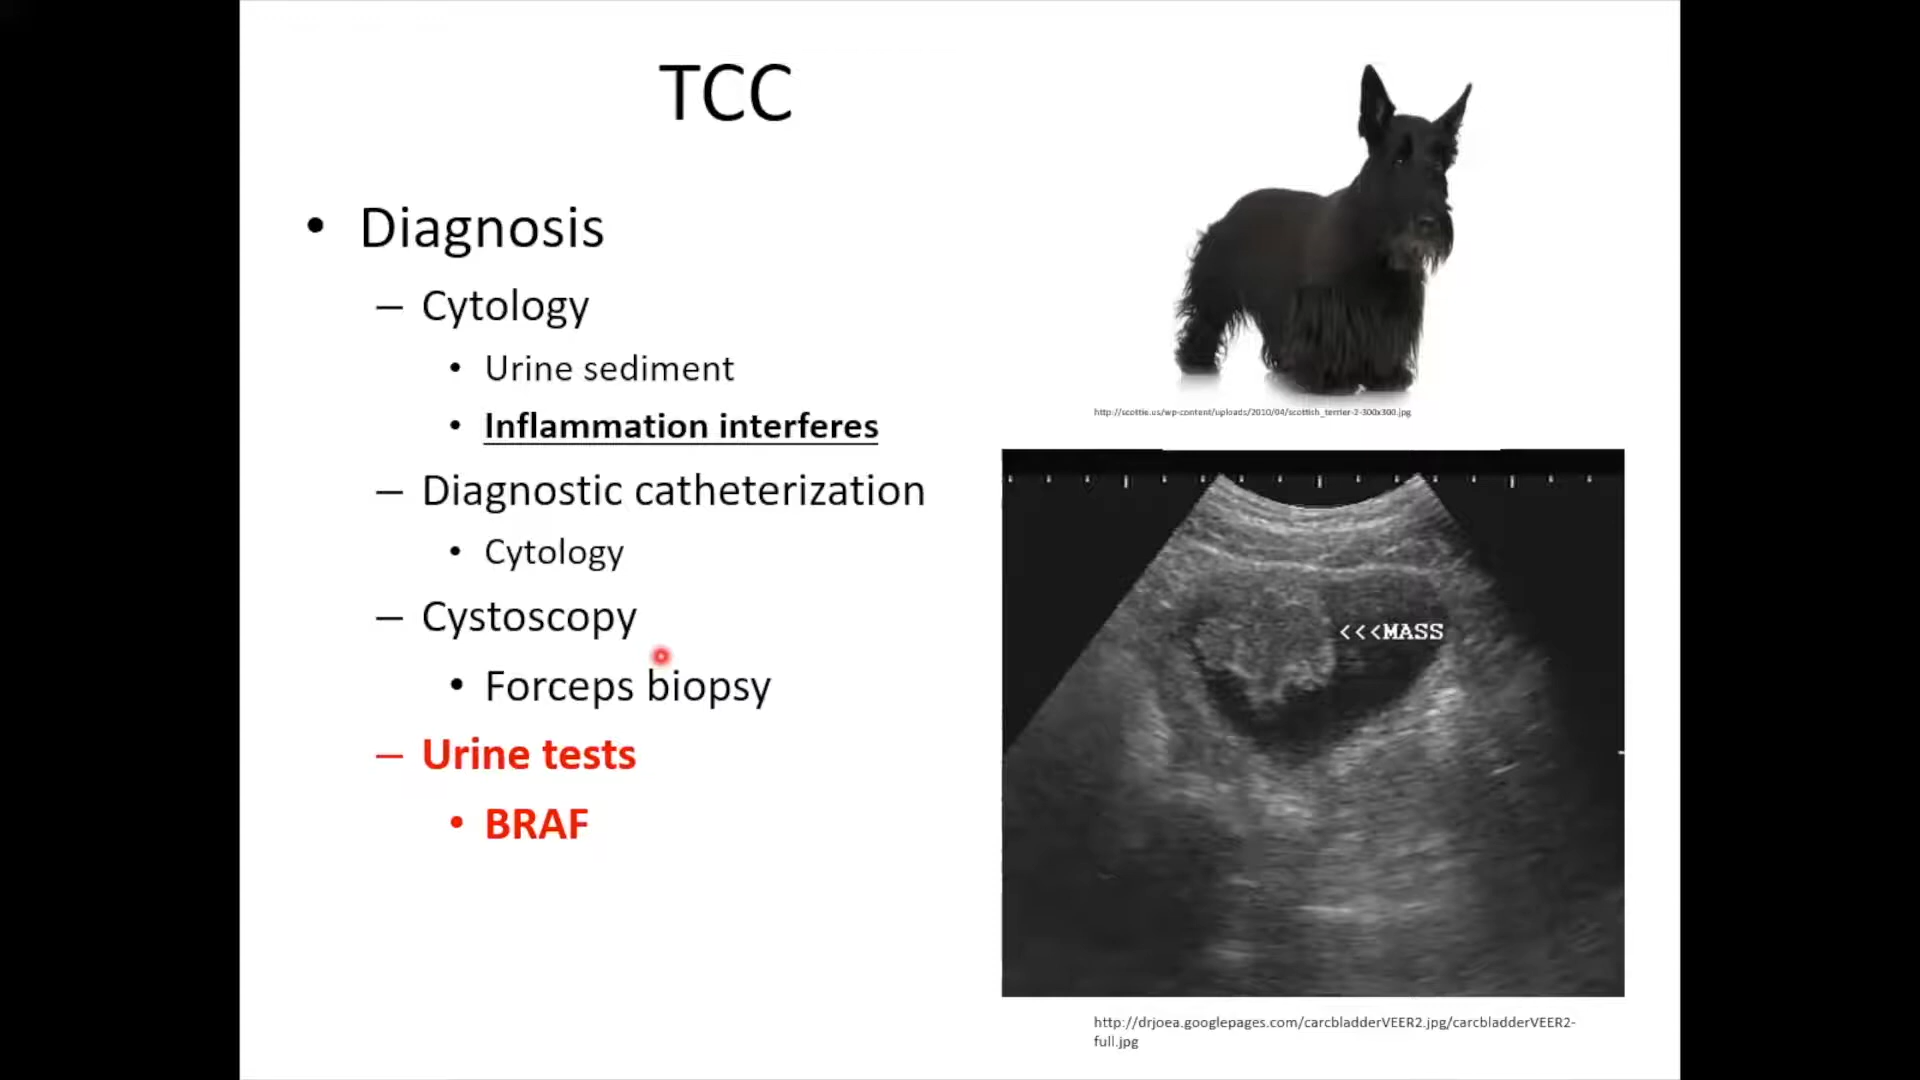 TCC
• Diagnosis
– Cytology
• Urine sediment
• Inflammation interferes
– Diagnostic catheterization
• Cytology
– Cystoscopy
• Forceps biopsy
– Urine tests
• BRAF
http://scottie.us/wp-content/uploads/2010/04/scottish_terrier-2-300x300.jpg
<<<MASS
http://drjoea.googlepages.com/carcbladderVEER2.jpg/carcbladderVEER2-
full.jpg